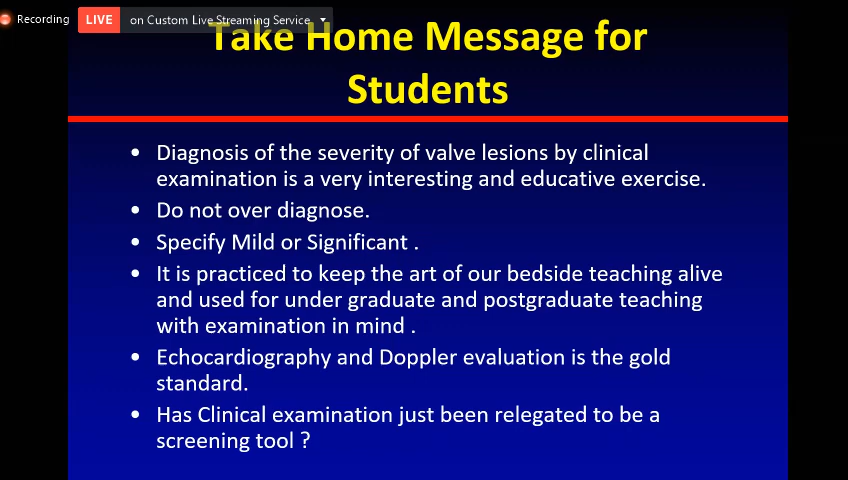 Recording
LIVE on Custom Live Streaming Service
Take Home Message for
Students
• Diagnosis of the severity of valve lesions by clinical
examination is a very interesting and educative exercise.
• Do not over diagnose.
• Specify Mild or Significant .
• It is practiced to keep the art of our bedside teaching alive
and used for under graduate and postgraduate teaching
with examination in mind .
• Echocardiography and Doppler evaluation is the gold
standard.
• Has Clinical examination just been relegated to be a
screening tool ?